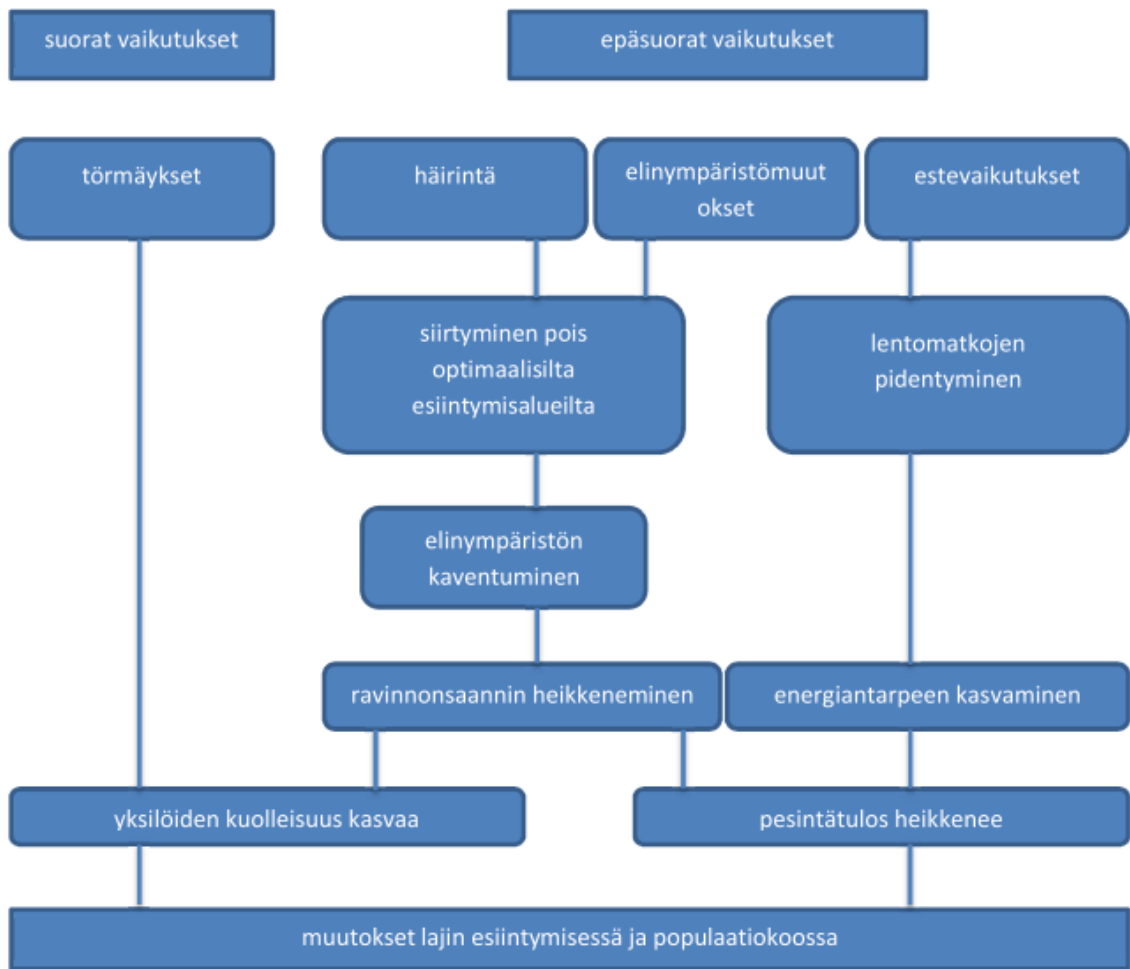 suorat vaikutukset
epäsuorat vaikutukset
törmäykset
häirintä
elinympäristömuut
okset
estevaikutukset
siirtyminen pois
optimaalisilta
esiintymisalueilta
lentomatkojen
pidentyminen
elinympäristön
kaventuminen
ravinnonsaannin heikkeneminen
energiantarpeen kasvaminen
yksilöiden kuolleisuus kasvaa
pesintätulos heikkenee
muutokset lajin esiintymisessä ja populaatiokoossa